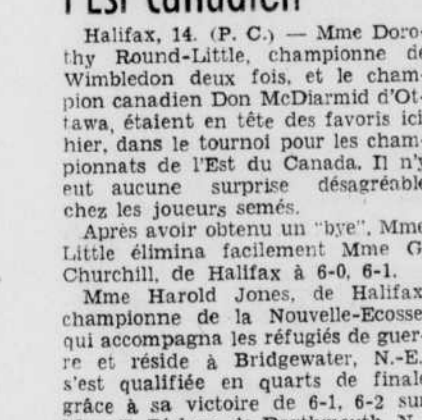 l'Est canadien
Halifax, 14. (P. C.) — Mme Doro-
thy Round-Little, championne de
Wimbledon deux fois, et le cham-
pion canadien Don McDiarmid d'Ot-
tawa, étaient en tête des favoris ici
hier, dans le tournoi pour les cham-
pionnats de l'Est du Canada. Il n'y
eut aucune surprise désagréable
chez les joueurs semés.
Après avoir obtenu un "bye", Mme
Little élimina facilement Mme G
Churchill, de Halifax à 6-0, 6-1.
Mme Harold Jones, de Halifax
championne de la Nouvelle-Ecosse
qui accompagna les réfugiés de guer-
re et réside à Bridgewater, N.-E.
s'est qualifiée en quarts de finale
grâce à sa victoire de 6-1, 6-2 sur